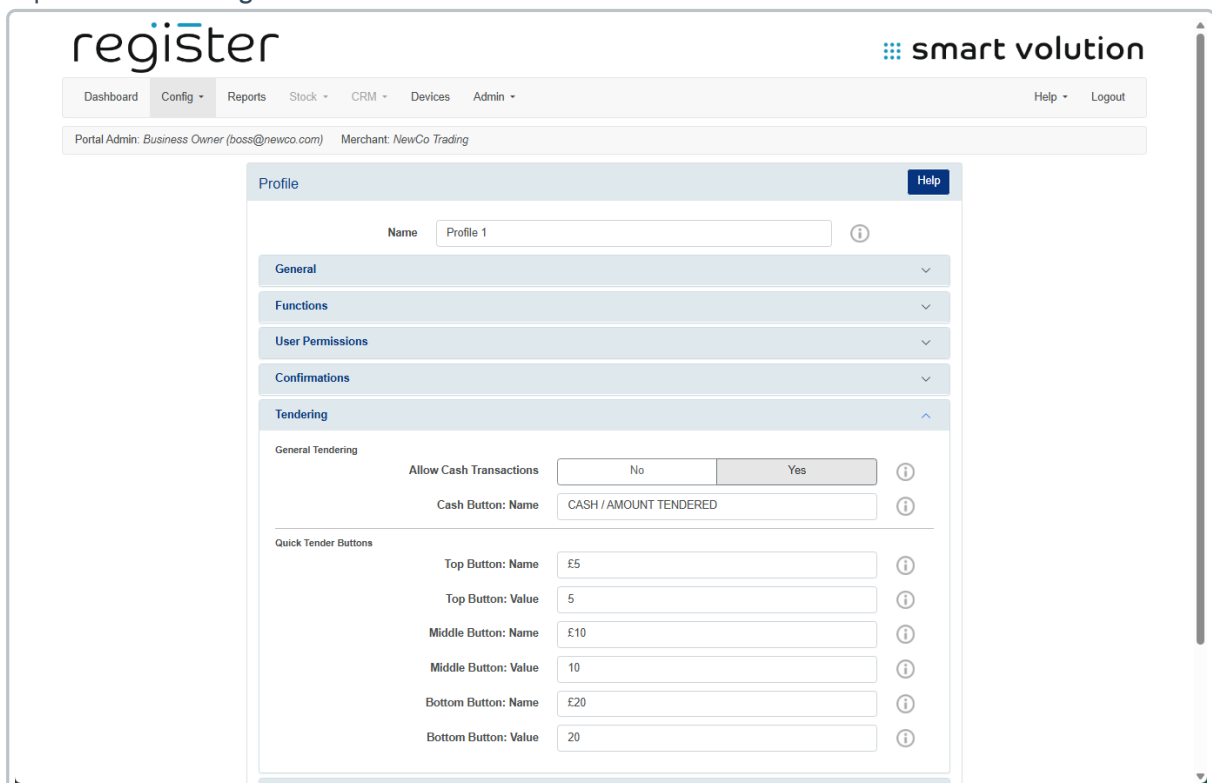 register
smart volution
Dashboard Config Reports Stock CRM Devices Admin Help Logout
Portal Admin: Business Owner (boss@newco.com) Merchant: NewCo Trading
Profile Help
Name Profile 1
General
Functions
User Permissions
Confirmations
Tendering
General Tendering
Allow Cash Transactions No Yes
Cash Button: Name CASH / AMOUNT TENDERED
Quick Tender Buttons
Top Button: Name £5
Top Button: Value 5
Middle Button: Name £10
Middle Button: Value 10
Bottom Button: Name £20
Bottom Button: Value 20